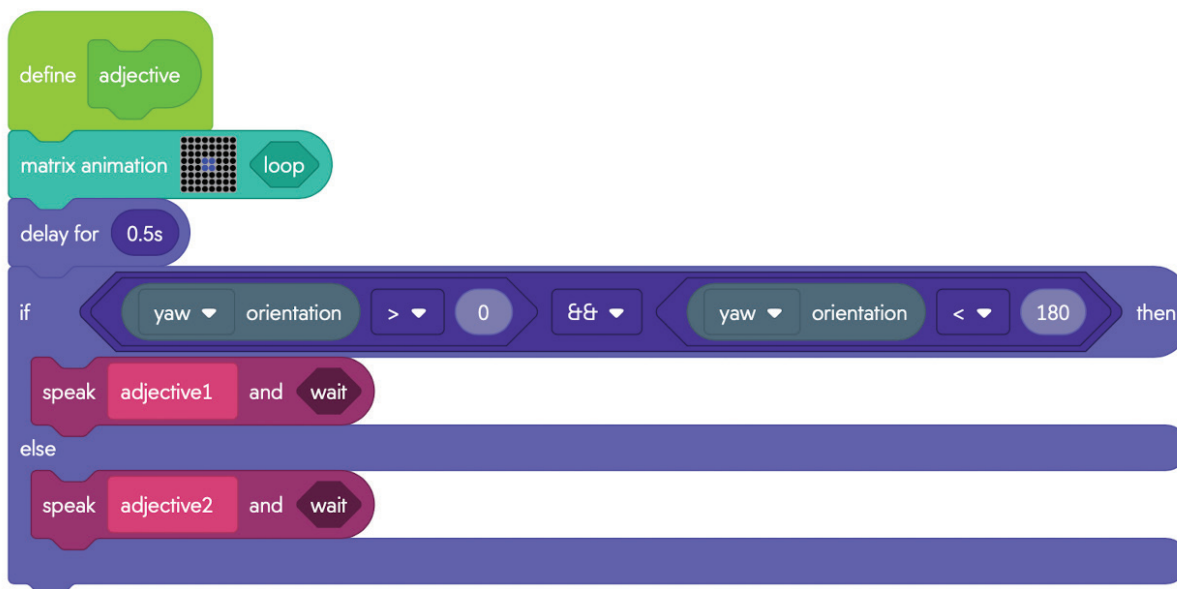 define adjective
matrix animation loop
delay for 0.5s
if yaw orientation > 0 && yaw orientation < 180 then
speak adjective1 and wait
else
speak adjective2 and wait